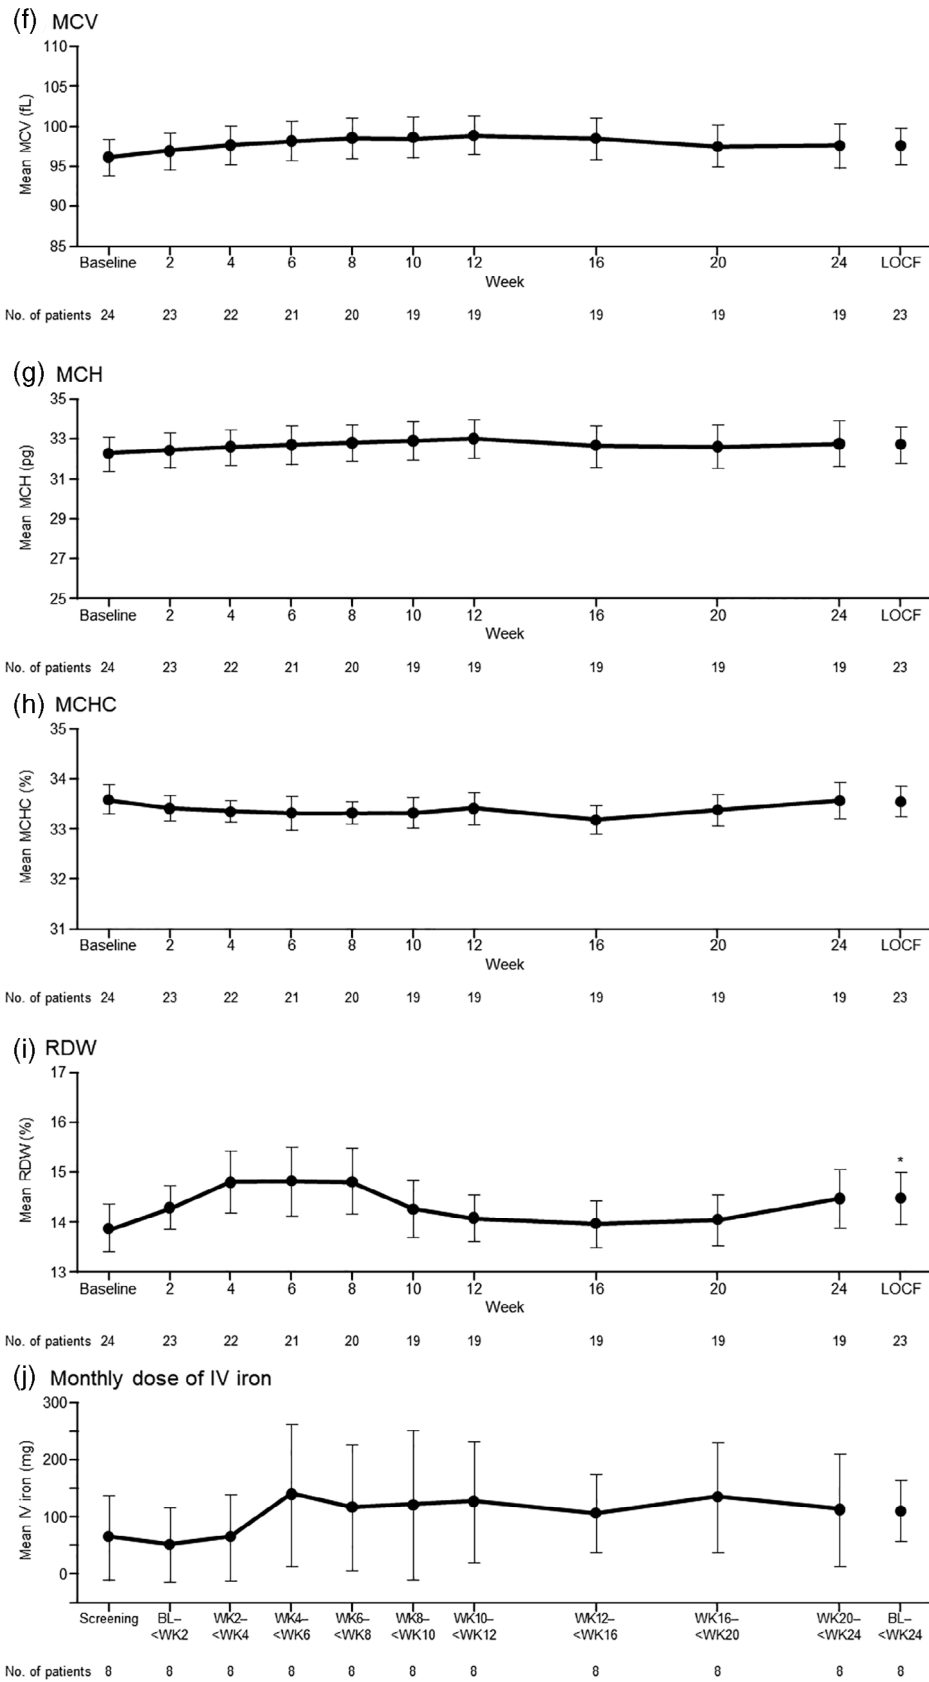 (f) MCV
Mean MCV (fL)
110
105
100
95
90
85
Baseline 2 4 6 8 10 12 16 20 24 LOCF
Week
No. of patients 24 23 22 21 20 19 19 19 19 19 23
(g) MCH
Mean MCH (pg)
35
33
31
29
27
25
Baseline 2 4 6 8 10 12 16 20 24 LOCF
Week
No. of patients 24 23 22 21 20 19 19 19 19 19 23
(h) MCHC
Mean MCHC (%)
35
34
33
32
31
Baseline 2 4 6 8 10 12 16 20 24 LOCF
Week
No. of patients 24 23 22 21 20 19 19 19 19 19 23
(i) RDW
Mean RDW (%)
17
16
15
14
13
*
Baseline 2 4 6 8 10 12 16 20 24 LOCF
Week
No. of patients 24 23 22 21 20 19 19 19 19 19 23
(j) Monthly dose of IV iron
Mean IV iron (mg)
300
200
100
0
Screening BL– WK2– WK4– WK6– WK8– WK10– WK12– WK16– WK20– BL–
<WK2 <WK4 <WK6 <WK8 <WK10 <WK12 <WK16 <WK20 <WK24 <WK24
No. of patients 8 8 8 8 8 8 8 8 8 8 8